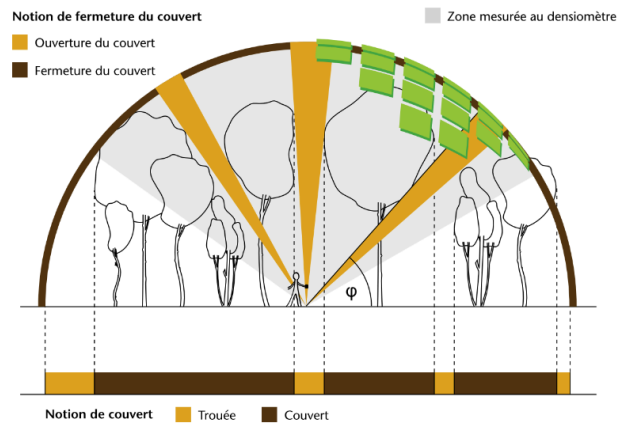 Notion de fermeture du couvert
Ouverture du couvert
Fermeture du couvert
Zone mesurée au densiomètre
φ
Notion de couvert
Trouée
Couvert